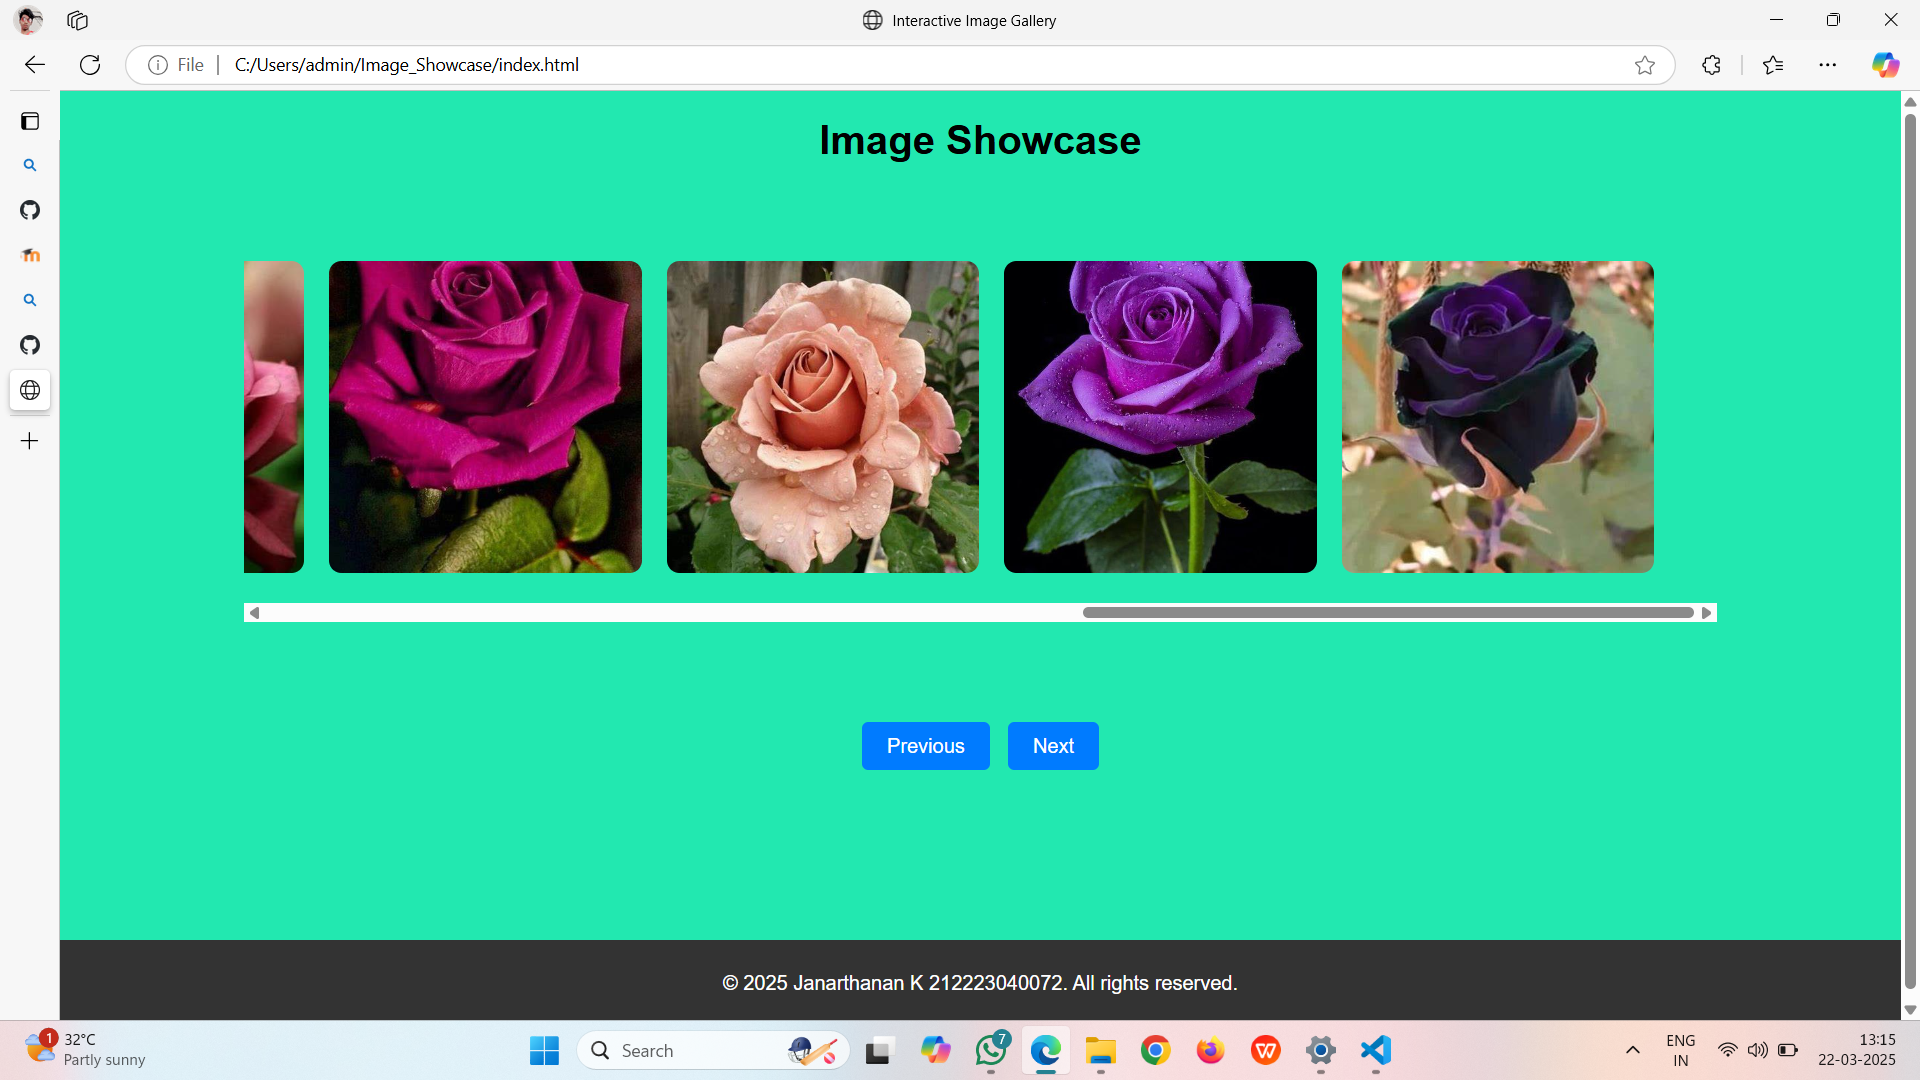 Interactive Image Gallery
File
C:/Users/admin/Image_Showcase/index.html
Image Showcase
Previous
Next
© 2025 Janarthanan K 212223040072. All rights reserved.
1
32°C
Partly sunny
Search
7
ENG
IN
13:15
22-03-2025